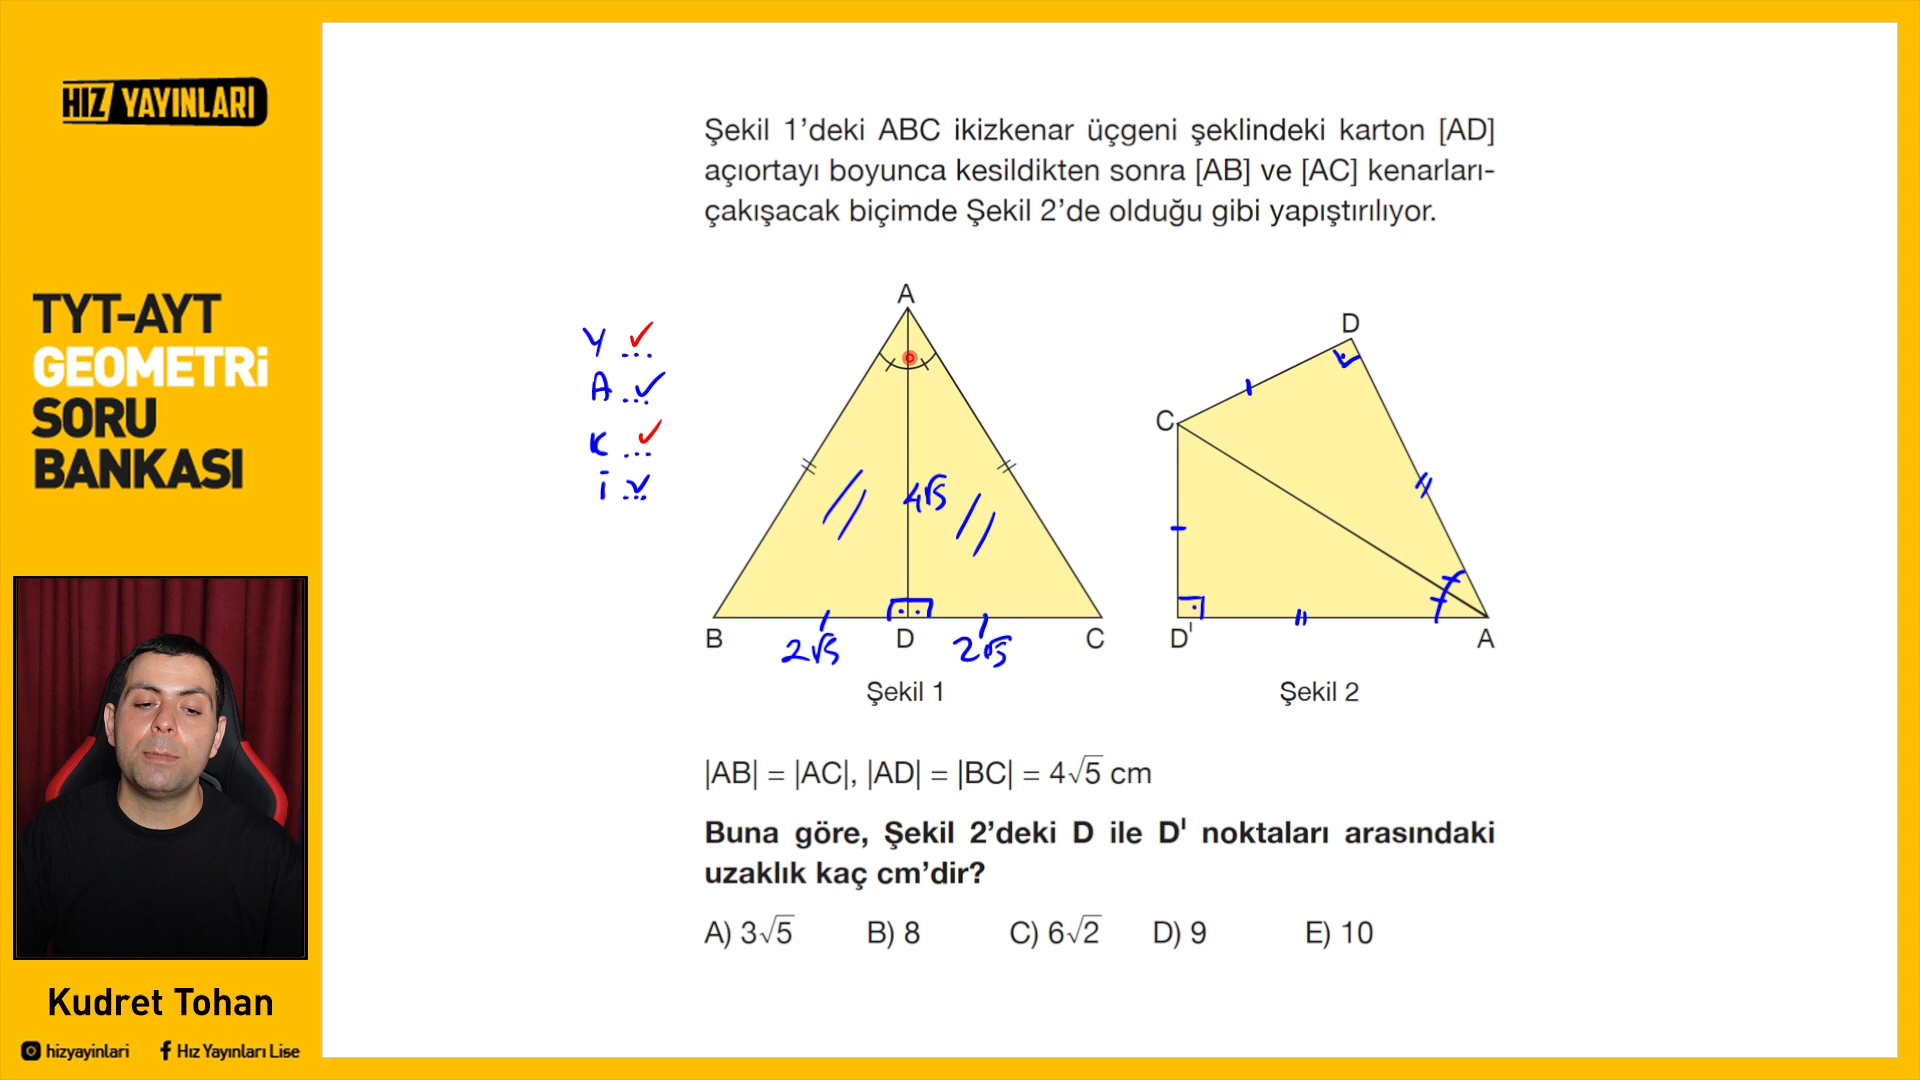 HIZ YAYINLARI
TYT-AYT
GEOMETRİ
SORU
BANKASI
Kudret Tohan
hizyayinlari
Hız Yayınları Lise
Şekil 1’deki ABC ikizkenar üçgeni şeklindeki karton [AD]
açıortayı boyunca kesildikten sonra [AB] ve [AC] kenarları-
çakışacak biçimde Şekil 2’de olduğu gibi yapıştırılıyor.
Y ...
A ...
K ...
İ ...
A
4√5
B
D
C
2√5
2√5
Şekil 1
D
C
D'
A
Şekil 2
|AB| = |AC|, |AD| = |BC| = 4√5 cm
Buna göre, Şekil 2’deki D ile D' noktaları arasındaki
uzaklık kaç cm’dir?
A) 3√5 B) 8 C) 6√2 D) 9 E) 10